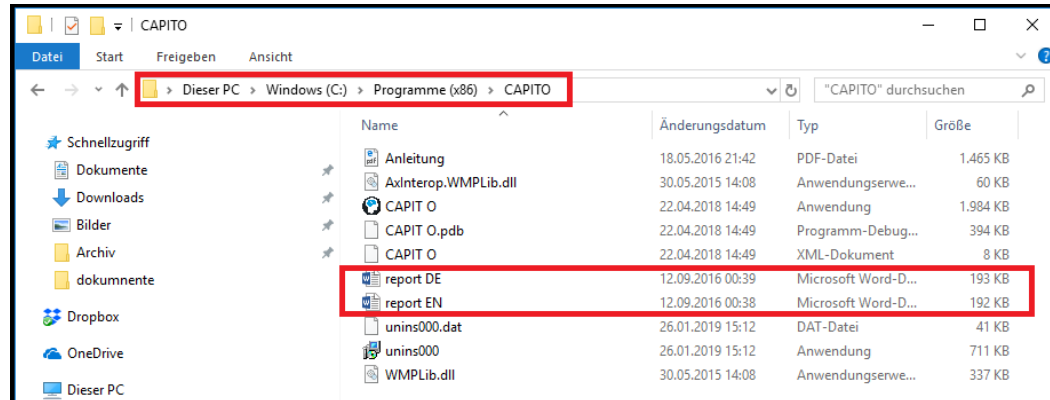 CAPITO
Datei Start Freigeben Ansicht
Dieser PC > Windows (C:) > Programme (x86) > CAPITO "CAPITO" durchsuchen
Name Änderungsdatum Typ Größe
Schnellzugriff
Dokumente
Downloads
Bilder
Archiv
dokumnente
Dropbox
OneDrive
Dieser PC
Anleitung 18.05.2016 21:42 PDF-Datei 1.465 KB
AxInterop.WMPLib.dll 30.05.2015 14:08 Anwendungserwe... 60 KB
CAPIT O 22.04.2018 14:49 Anwendung 1.984 KB
CAPIT O.pdb 22.04.2018 14:49 Programm-Debug... 394 KB
CAPIT O 22.04.2018 14:49 XML-Dokument 8 KB
report DE 12.09.2016 00:39 Microsoft Word-D... 193 KB
report EN 12.09.2016 00:38 Microsoft Word-D... 192 KB
unins000.dat 26.01.2019 15:12 DAT-Datei 41 KB
unins000 26.01.2019 15:12 Anwendung 711 KB
WMPLib.dll 30.05.2015 14:08 Anwendungserwe... 337 KB